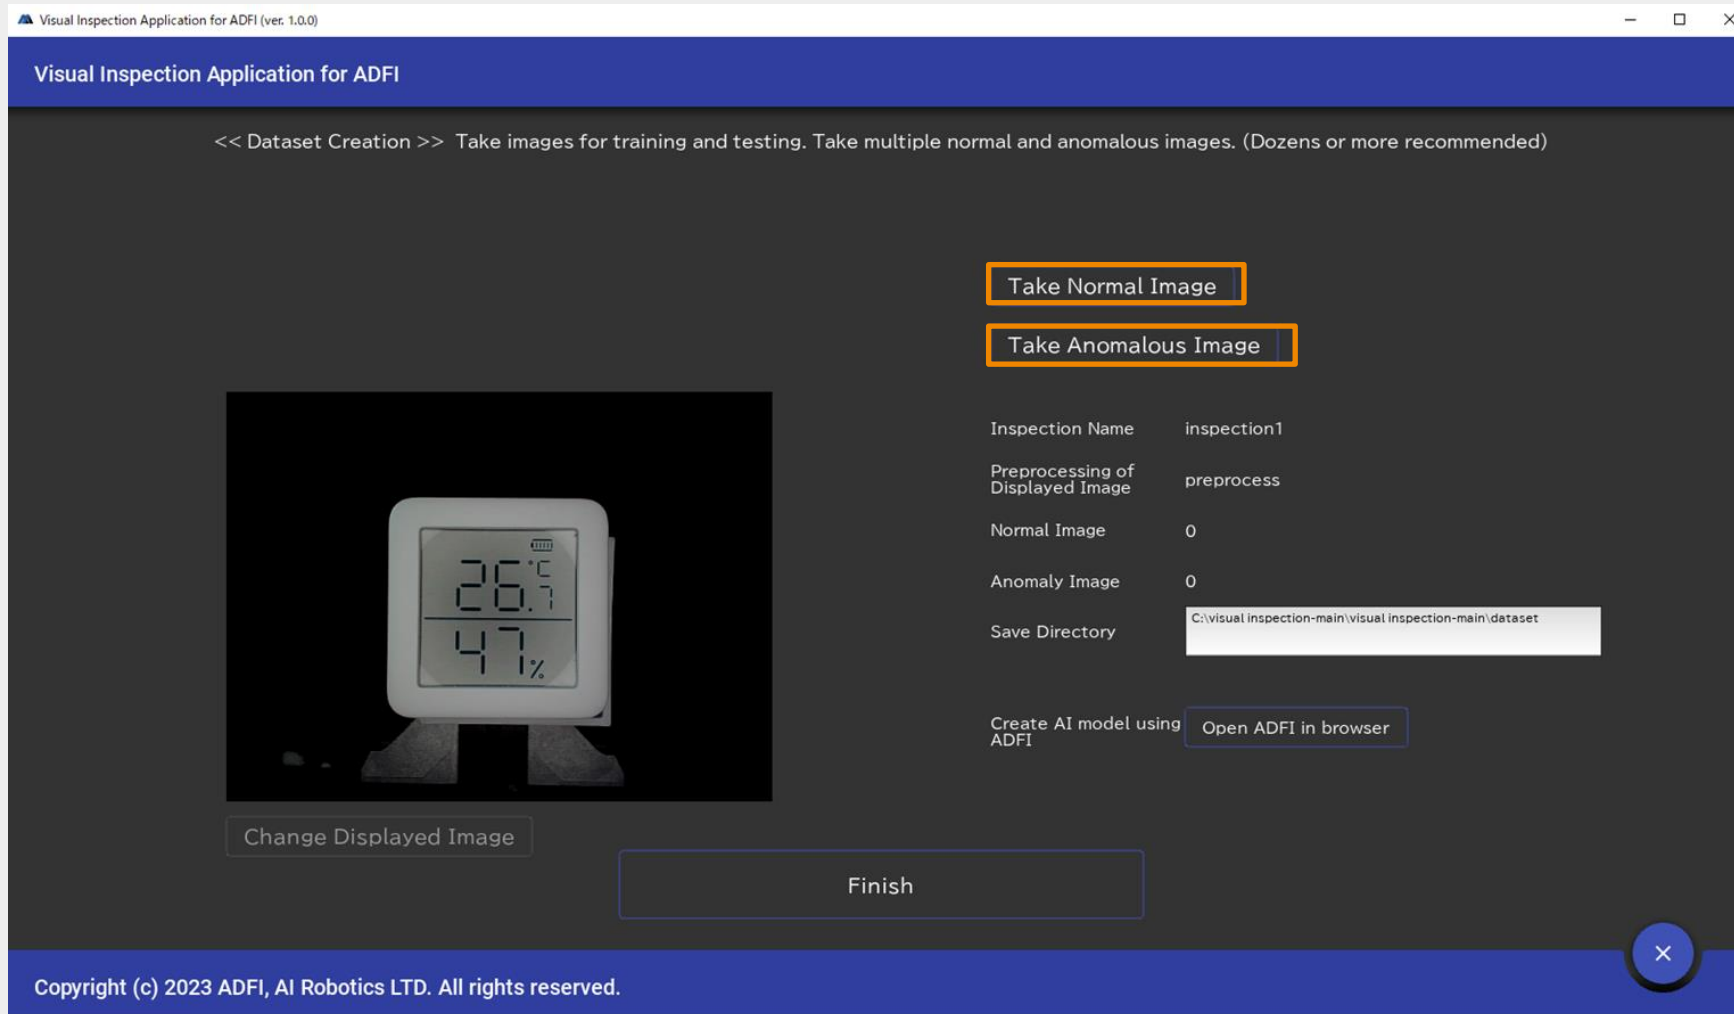 Visual Inspection Application for ADFI (ver. 1.0.0)
Visual Inspection Application for ADFI
<< Dataset Creation >> Take images for training and testing. Take multiple normal and anomalous images. (Dozens or more recommended)
Take Normal Image
Take Anomalous Image
Inspection Name inspection1
Preprocessing of
Displayed Image preprocess
Normal Image 0
Anomaly Image 0
Save Directory C:\visual inspection-main\visual inspection-main\dataset
Create AI model using
ADFI
Open ADFI in browser
26.7 °C
47%
Change Displayed Image
Finish
Copyright (c) 2023 ADFI, AI Robotics LTD. All rights reserved.